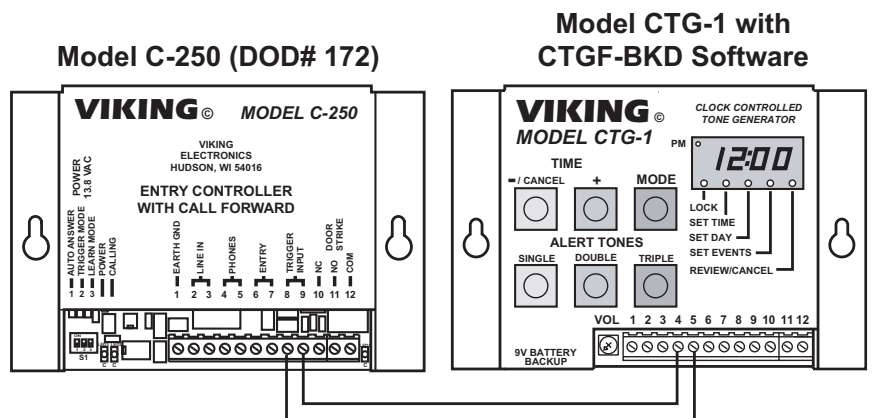 Model C-250 (DOD# 172)
VIKING © MODEL C-250
VIKING
ELECTRONICS
HUDSON, WI 54016
ENTRY CONTROLLER
WITH CALL FORWARD
POWER
13.8 VAC
1 AUTO ANSWER
2 TRIGGER MODE
3 LEARN MODE
POWER
CALLING
EARTH GND
LINE IN
PHONES
ENTRY
TRIGGER
INPUT
NC
NO
COM
DOOR
STRIKE
1 2 3 4 5 6 7 8 9 10 11 12
ON
1 2 3
S1
Model CTG-1 with
CTGF-BKD Software
VIKING ©
MODEL CTG-1
CLOCK CONTROLLED
TONE GENERATOR
PM
12:00
TIME
- / CANCEL + MODE
LOCK
SET TIME
SET DAY
SET EVENTS
REVIEW/CANCEL
ALERT TONES
SINGLE DOUBLE TRIPLE
VOL 1 2 3 4 5 6 7 8 9 10 11 12
9V BATTERY
BACKUP